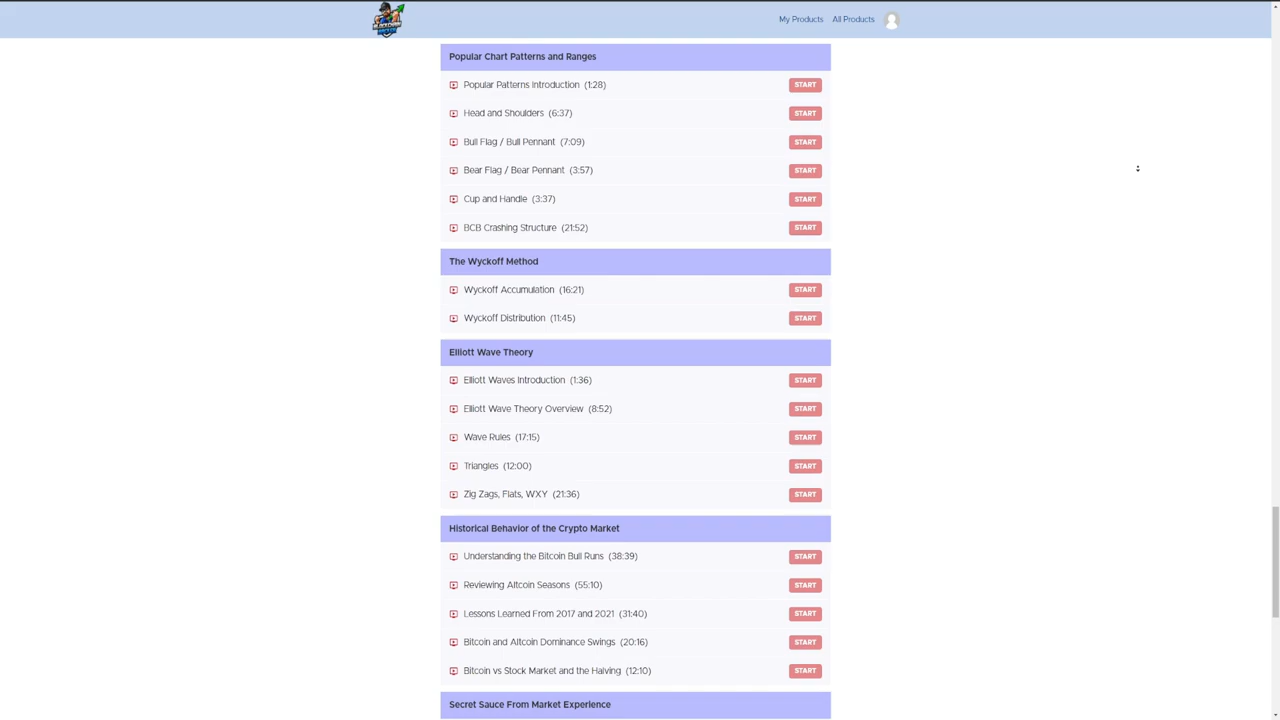 My Products
All Products
Popular Chart Patterns and Ranges
Popular Patterns Introduction (1:28)
START
Head and Shoulders (6:37)
START
Bull Flag / Bull Pennant (7:09)
START
Bear Flag / Bear Pennant (3:57)
START
Cup and Handle (3:37)
START
BCB Crashing Structure (21:52)
START
The Wyckoff Method
Wyckoff Accumulation (16:21)
START
Wyckoff Distribution (11:45)
START
Elliott Wave Theory
Elliott Waves Introduction (1:36)
START
Elliott Wave Theory Overview (8:52)
START
Wave Rules (17:15)
START
Triangles (12:00)
START
Zig Zags, Flats, WXY (21:36)
START
Historical Behavior of the Crypto Market
Understanding the Bitcoin Bull Runs (38:39)
START
Reviewing Altcoin Seasons (55:10)
START
Lessons Learned From 2017 and 2021 (31:40)
START
Bitcoin and Altcoin Dominance Swings (20:16)
START
Bitcoin vs Stock Market and the Halving (12:10)
START
Secret Sauce From Market Experience